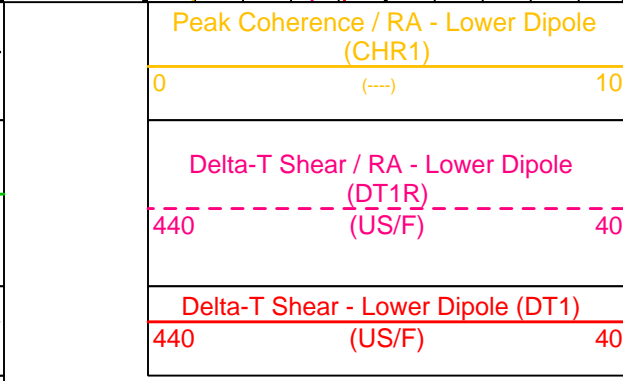 Peak Coherence / RA - Lower Dipole
(CHR1)
0 (----) 10
Delta-T Shear / RA - Lower Dipole
(DT1R)
440 (US/F) 40
Delta-T Shear - Lower Dipole (DT1)
440 (US/F) 40